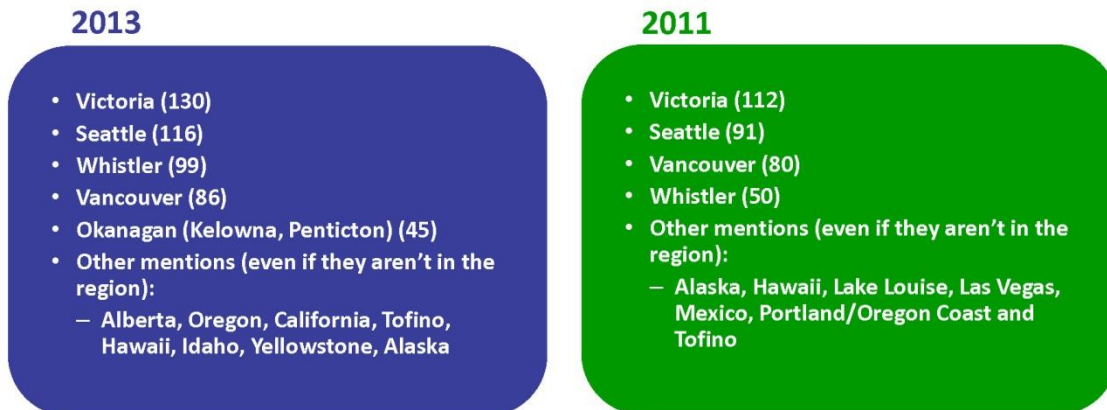 2013
• Victoria (130)
• Seattle (116)
• Whistler (99)
• Vancouver (86)
• Okanagan (Kelowna, Penticton) (45)
• Other mentions (even if they aren’t in the
region):
– Alberta, Oregon, California, Tofino,
Hawaii, Idaho, Yellowstone, Alaska
2011
• Victoria (112)
• Seattle (91)
• Vancouver (80)
• Whistler (50)
• Other mentions (even if they aren’t in the
region):
– Alaska, Hawaii, Lake Louise, Las Vegas,
Mexico, Portland/Oregon Coast and
Tofino